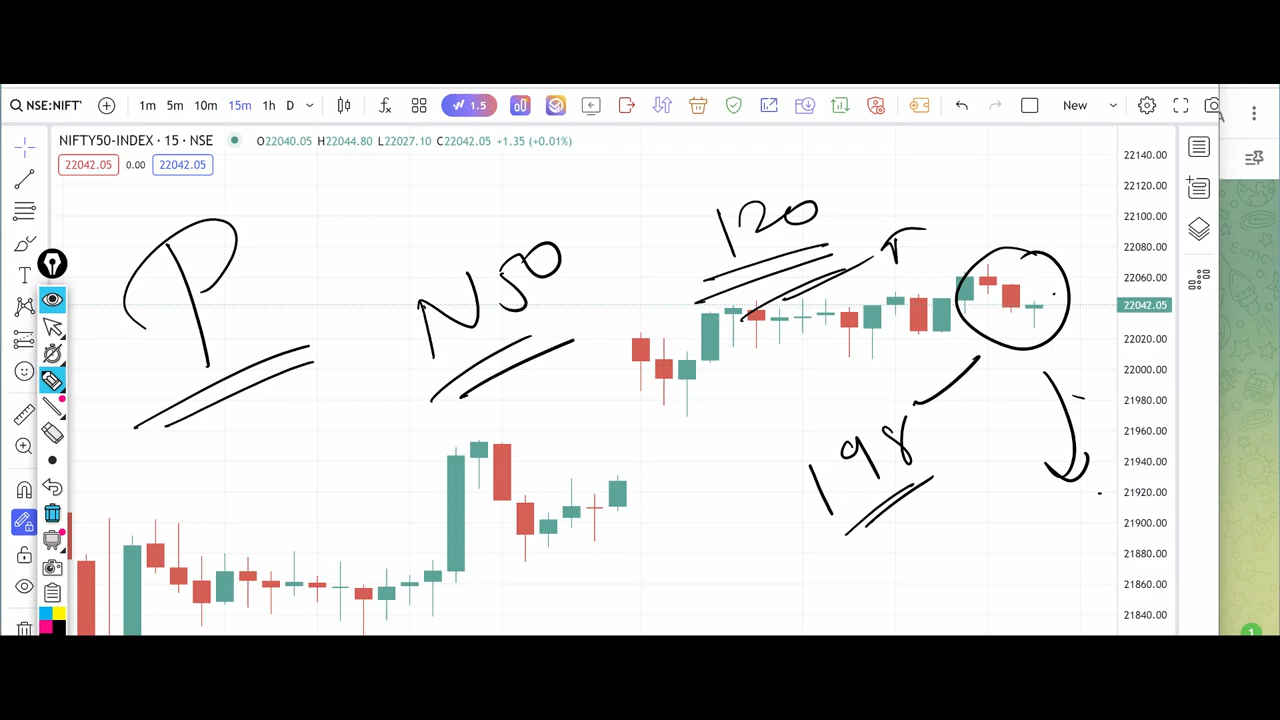 NSE:NIFT'
1m 5m 10m 15m 1h D
1.5
New
NIFTY50-INDEX · 15 · NSE
O22040.05 H22044.80 L22027.10 C22042.05 +1.35 (+0.01%)
22042.05 0.00 22042.05
P
N50
120
198
22140.00
22120.00
22100.00
22080.00
22060.00
22042.05
22020.00
22000.00
21980.00
21960.00
21940.00
21920.00
21900.00
21880.00
21860.00
21840.00
1